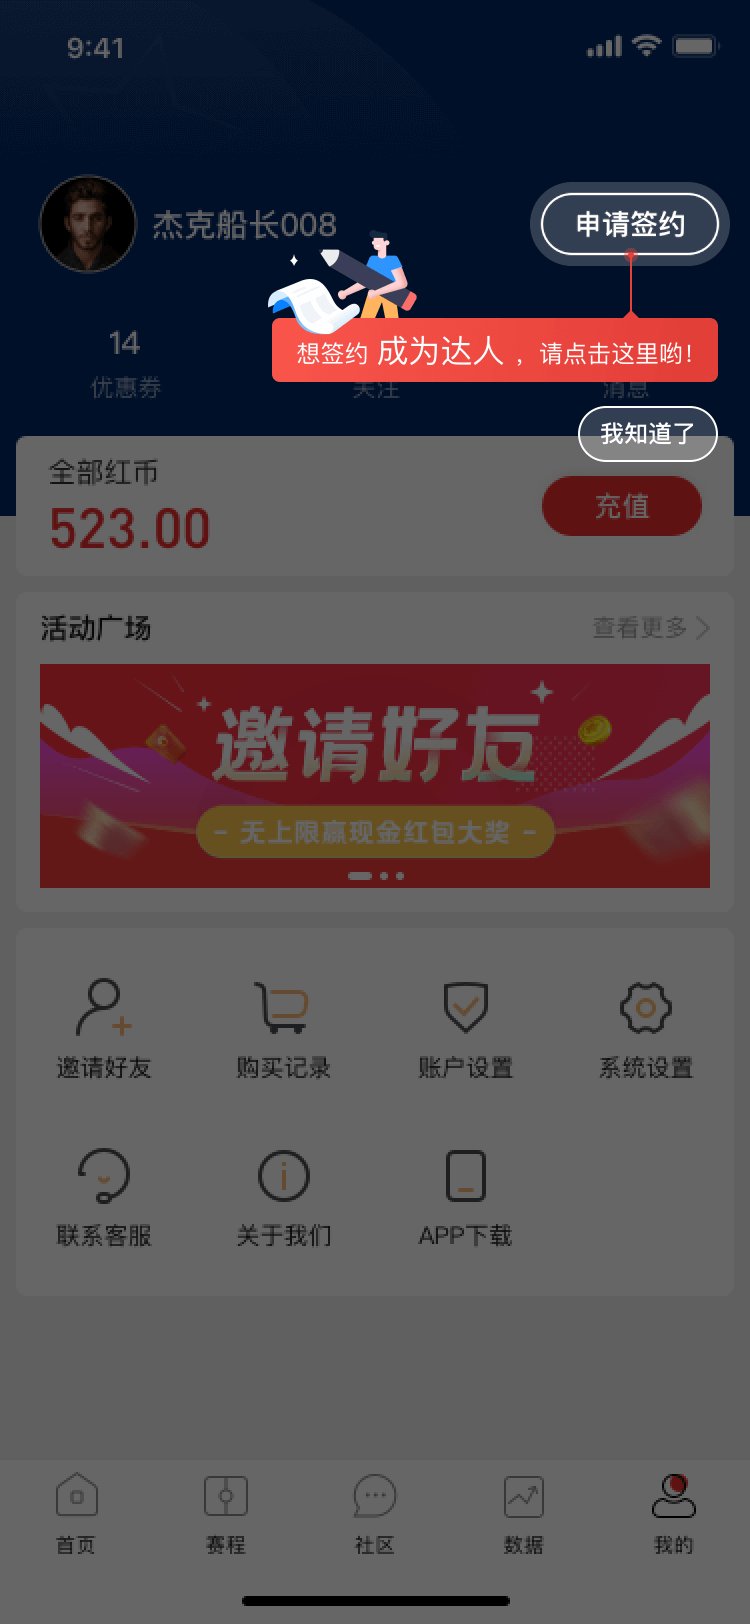 9:41
杰克船长008
申请签约
想签约 成为达人 ，请点击这里哟!
14
优惠券
关注
消息
我知道了
全部红币
523.00
充值
活动广场
查看更多
邀请好友
- 无上限赢现金红包大奖 -
邀请好友
购买记录
账户设置
系统设置
联系客服
关于我们
APP下载
首页
赛程
社区
数据
我的